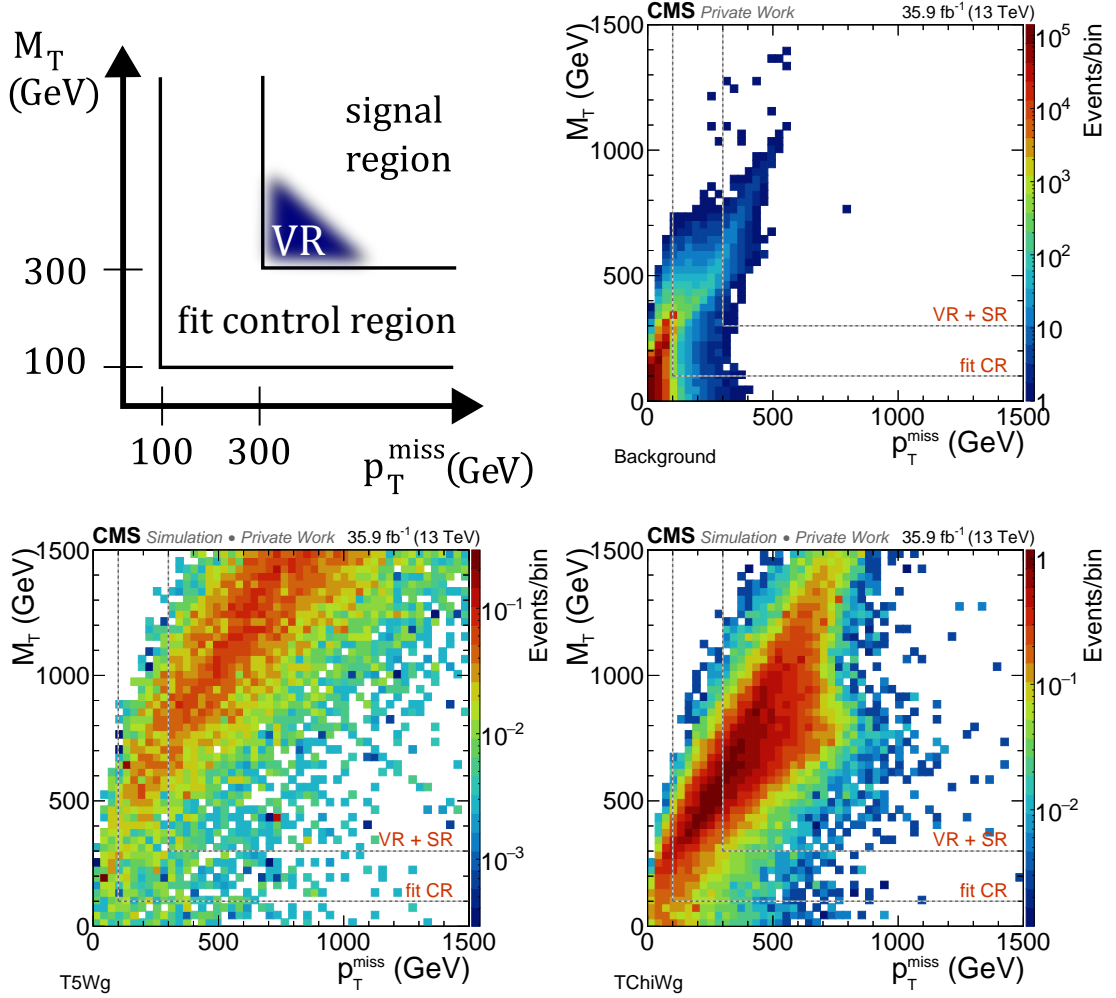 M_T
(GeV)
signal
region
VR
300
fit control region
100
100 300 p_T^miss (GeV)
CMS Private Work 35.9 fb⁻¹ (13 TeV)
M_T (GeV)
1500
1000
500
0
VR + SR
fit CR
0 500 1000 1500
p_T^miss (GeV)
Background
Events/bin
10⁵
10⁴
10³
10²
10
1
CMS Simulation • Private Work 35.9 fb⁻¹ (13 TeV)
M_T (GeV)
1500
1000
500
0
VR + SR
fit CR
0 500 1000 1500
p_T^miss (GeV)
T5Wg
Events/bin
10⁻¹
10⁻²
10⁻³
CMS Simulation • Private Work 35.9 fb⁻¹ (13 TeV)
M_T (GeV)
1500
1000
500
0
VR + SR
fit CR
0 500 1000 1500
p_T^miss (GeV)
TChiWg
Events/bin
1
10⁻¹
10⁻²